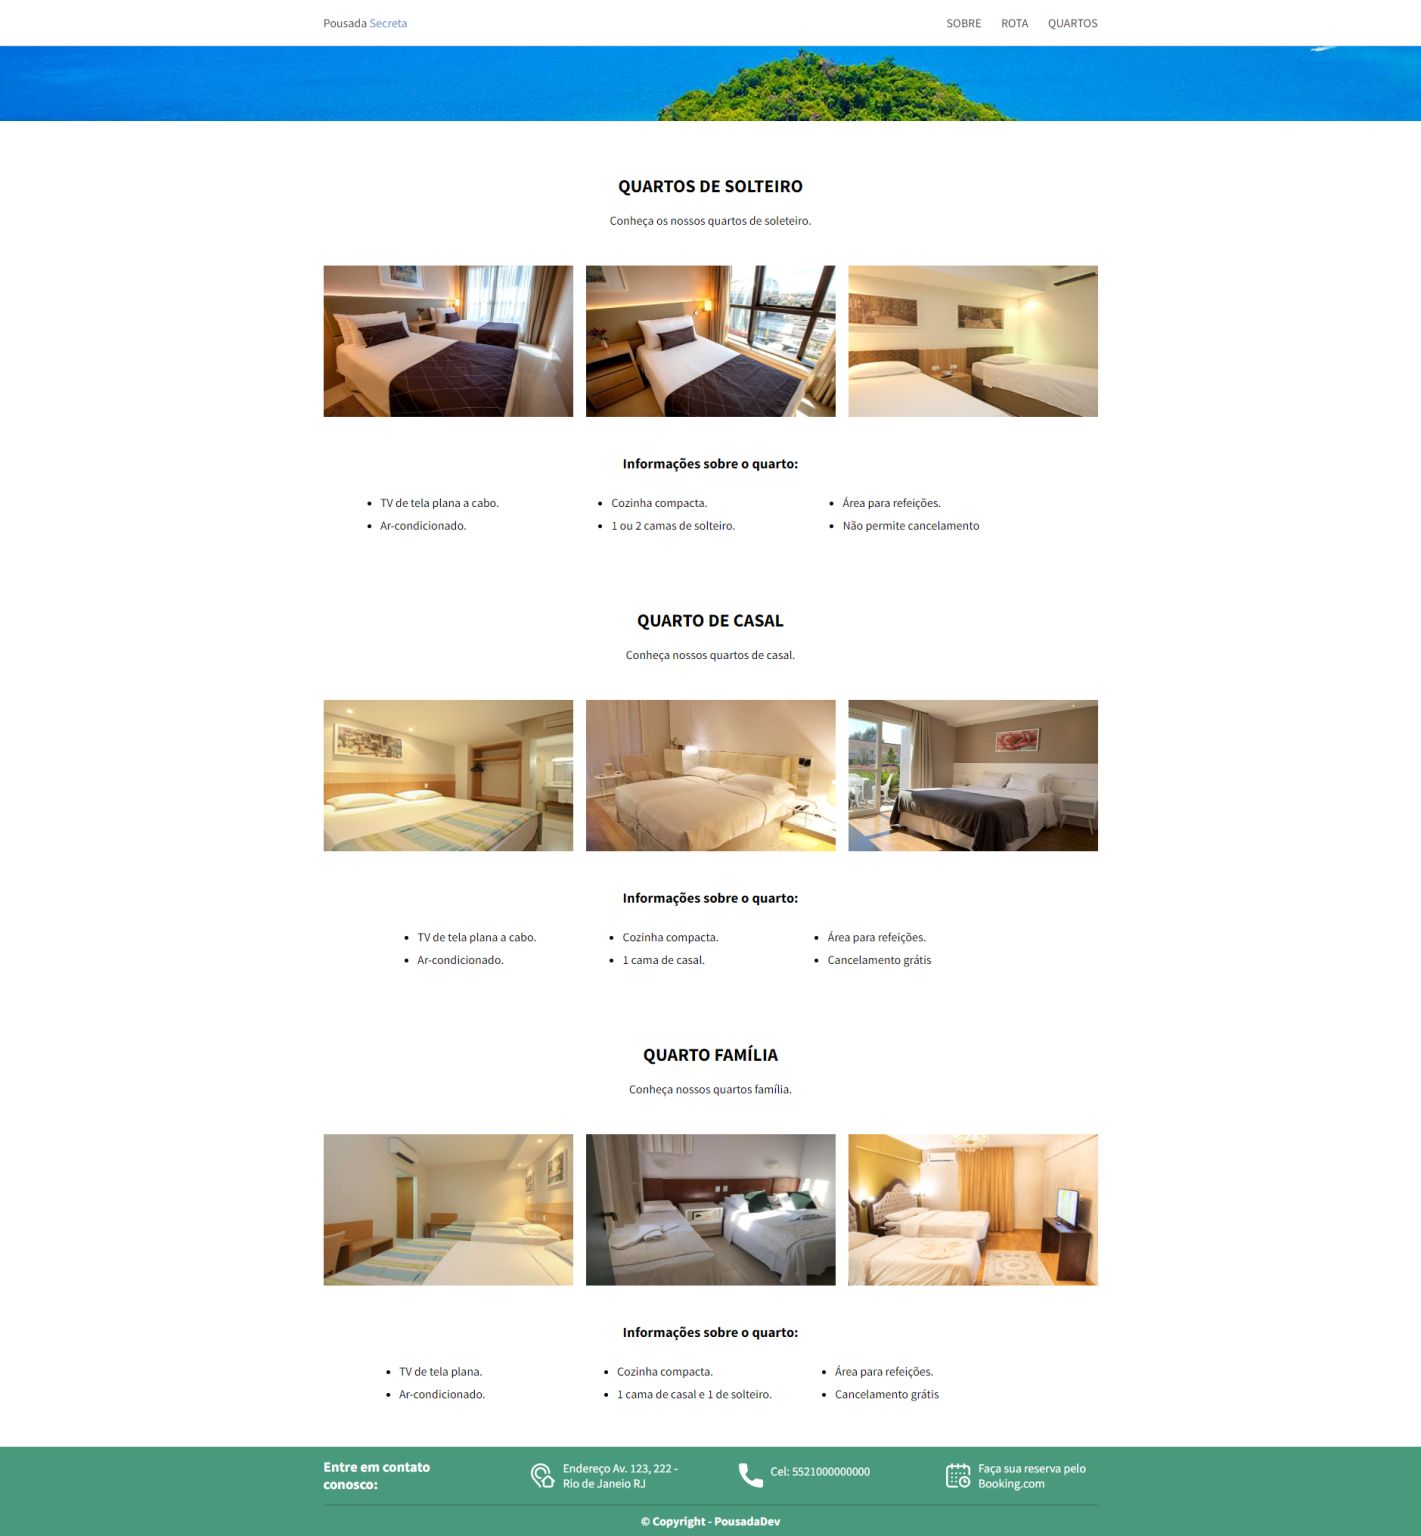 Pousada Secreta
SOBRE ROTA QUARTOS
QUARTOS DE SOLTEIRO
Conheça os nossos quartos de soleteiro.
Informações sobre o quarto:
TV de tela plana a cabo.
Ar-condicionado.
Cozinha compacta.
1 ou 2 camas de solteiro.
Área para refeições.
Não permite cancelamento
QUARTO DE CASAL
Conheça nossos quartos de casal.
Informações sobre o quarto:
TV de tela plana a cabo.
Ar-condicionado.
Cozinha compacta.
1 cama de casal.
Área para refeições.
Cancelamento grátis
QUARTO FAMÍLIA
Conheça nossos quartos família.
Informações sobre o quarto:
TV de tela plana.
Ar-condicionado.
Cozinha compacta.
1 cama de casal e 1 de solteiro.
Área para refeições.
Cancelamento grátis
Entre em contato
conosco:
Endereço Av. 123, 222 -
Rio de Janeio RJ
Cel: 5521000000000
Faça sua reserva pelo
Booking.com
© Copyright - PousadaDev